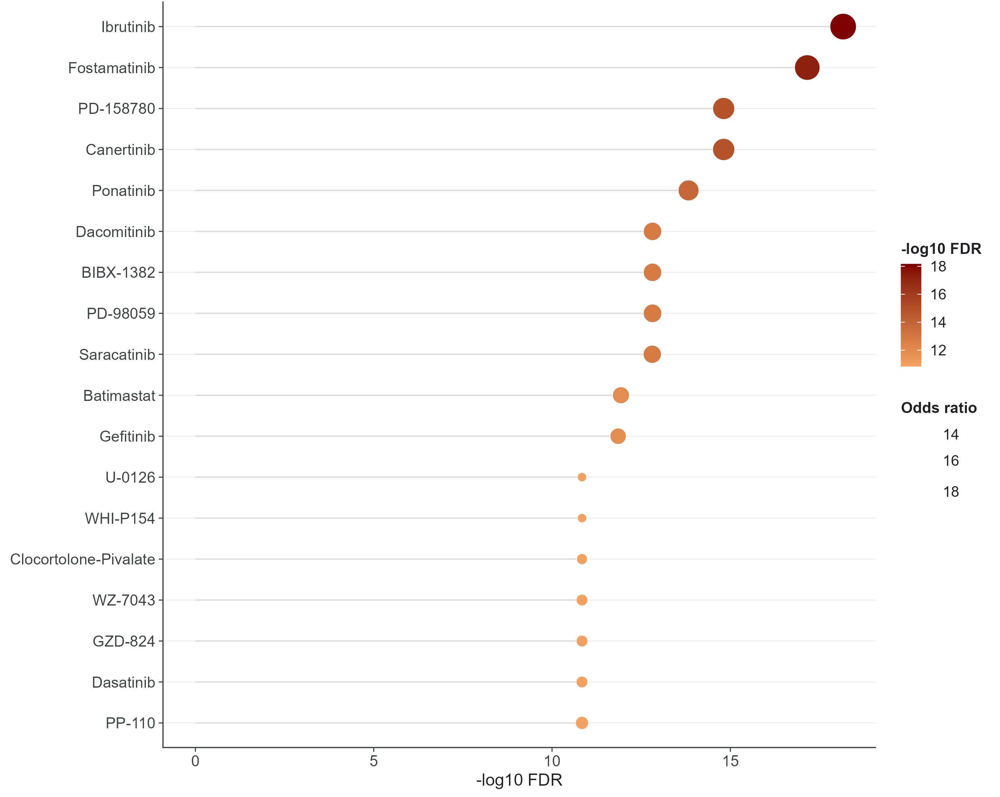 Ibrutinib
Fostamatinib
PD-158780
Canertinib
Ponatinib
Dacomitinib
BIBX-1382
PD-98059
Saracatinib
Batimastat
Gefitinib
U-0126
WHI-P154
Clocortolone-Pivalate
WZ-7043
GZD-824
Dasatinib
PP-110
0 5 10 15
-log10 FDR
-log10 FDR
18
16
14
12
Odds ratio
14
16
18